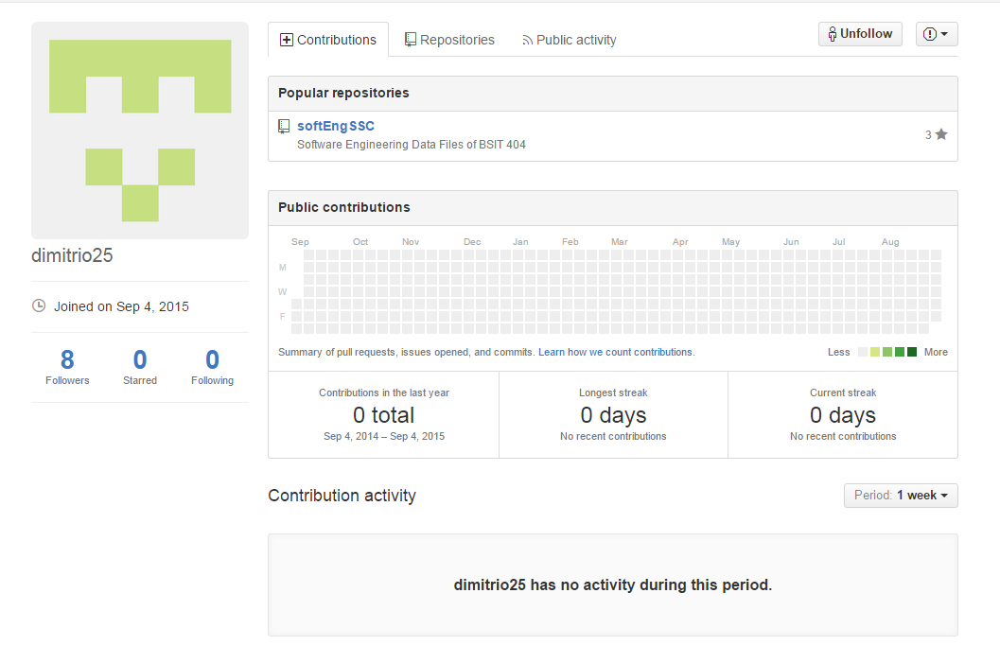 Contributions
Repositories
Public activity
Unfollow
dimitrio25
Joined on Sep 4, 2015
8
Followers
0
Starred
0
Following
Popular repositories
softEngSSC
3
Software Engineering Data Files of BSIT 404
Public contributions
Sep Oct Nov Dec Jan Feb Mar Apr May Jun Jul Aug
M
W
F
Summary of pull requests, issues opened, and commits. Learn how we count contributions.
Less More
Contributions in the last year
0 total
Sep 4, 2014 – Sep 4, 2015
Longest streak
0 days
No recent contributions
Current streak
0 days
No recent contributions
Contribution activity
Period: 1 week
dimitrio25 has no activity during this period.